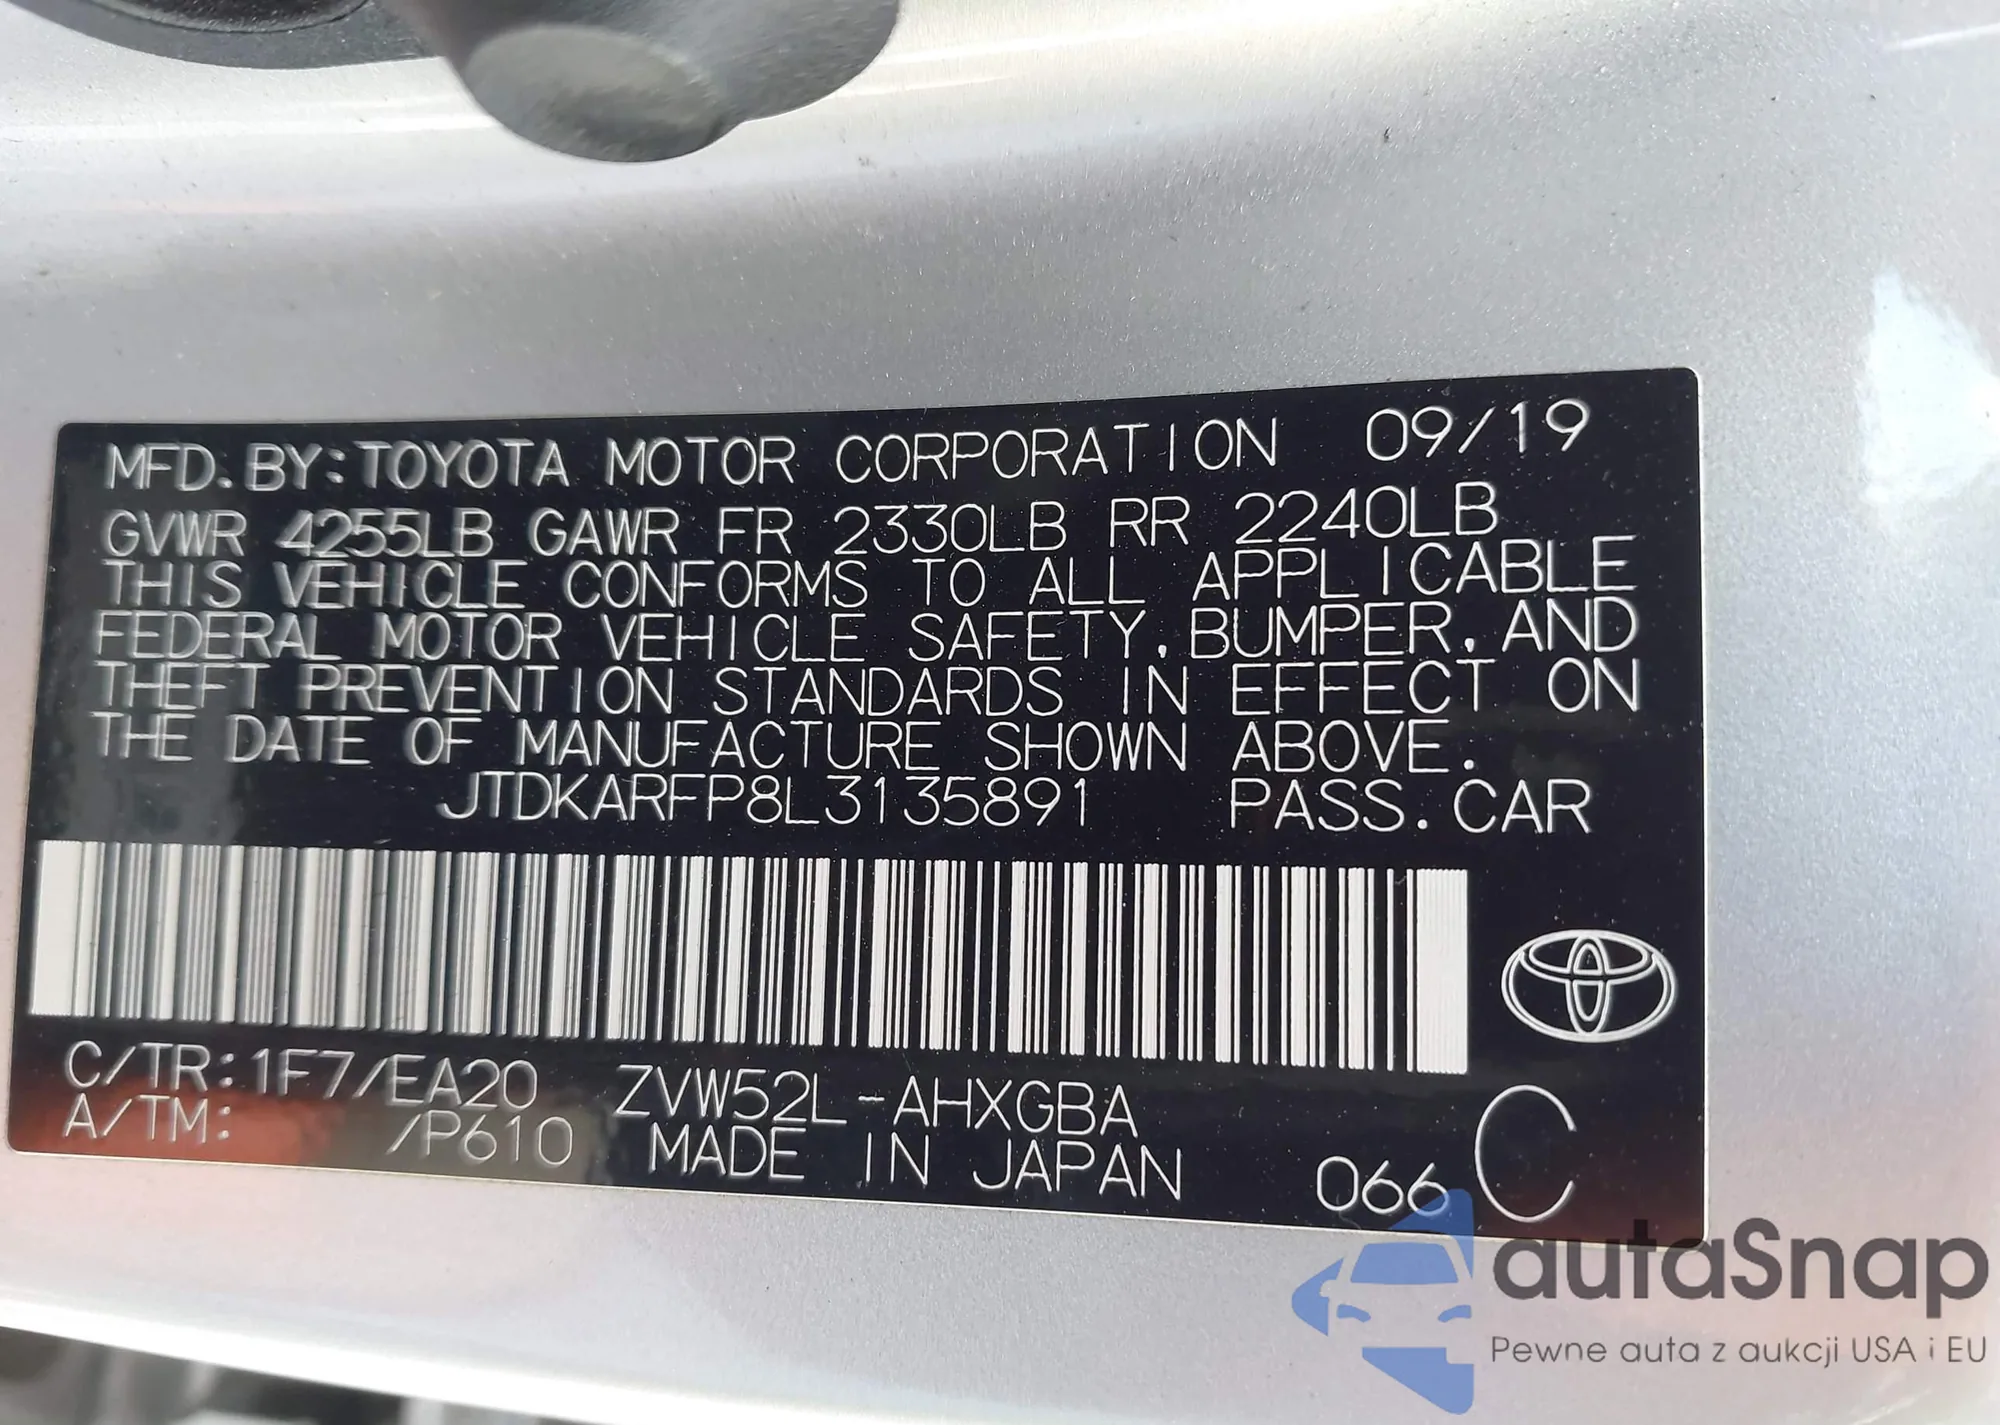 MFD. BY: TOYOTA MOTOR CORPORATION 09/19
GVWR 4255LB GAWR FR 2330LB RR 2240LB
THIS VEHICLE CONFORMS TO ALL APPLICABLE
FEDERAL MOTOR VEHICLE SAFETY, BUMPER, AND
THEFT PREVENTION STANDARDS IN EFFECT ON
THE DATE OF MANUFACTURE SHOWN ABOVE.
JTDKARFP8L3135891 PASS. CAR
C/TR: 1F7/EA20 ZVW52L-AHXGBA
A/TM: /P610 MADE IN JAPAN 066 C
autaSnap
Pewne auta z aukcji USA i EU